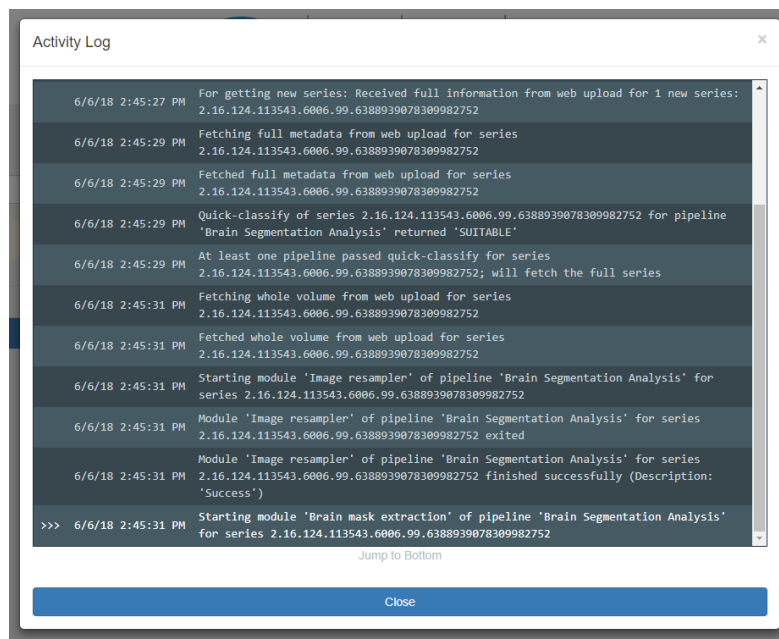 Activity Log
×
6/6/18 2:45:27 PM For getting new series: Received full information from web upload for 1 new series:
2.16.124.113543.6006.99.6388939078309982752
6/6/18 2:45:29 PM Fetching full metadata from web upload for series
2.16.124.113543.6006.99.6388939078309982752
6/6/18 2:45:29 PM Fetched full metadata from web upload for series
2.16.124.113543.6006.99.6388939078309982752
6/6/18 2:45:29 PM Quick-classify of series 2.16.124.113543.6006.99.6388939078309982752 for pipeline
'Brain Segmentation Analysis' returned 'SUITABLE'
6/6/18 2:45:29 PM At least one pipeline passed quick-classify for series
2.16.124.113543.6006.99.6388939078309982752; will fetch the full series
6/6/18 2:45:31 PM Fetching whole volume from web upload for series
2.16.124.113543.6006.99.6388939078309982752
6/6/18 2:45:31 PM Fetched whole volume from web upload for series
2.16.124.113543.6006.99.6388939078309982752
6/6/18 2:45:31 PM Starting module 'Image resampler' of pipeline 'Brain Segmentation Analysis' for
series 2.16.124.113543.6006.99.6388939078309982752
6/6/18 2:45:31 PM Module 'Image resampler' of pipeline 'Brain Segmentation Analysis' for series
2.16.124.113543.6006.99.6388939078309982752 exited
6/6/18 2:45:31 PM Module 'Image resampler' of pipeline 'Brain Segmentation Analysis' for series
2.16.124.113543.6006.99.6388939078309982752 finished successfully (Description:
'Success')
>>> 6/6/18 2:45:31 PM Starting module 'Brain mask extraction' of pipeline 'Brain Segmentation Analysis'
for series 2.16.124.113543.6006.99.6388939078309982752
Jump to Bottom
Close